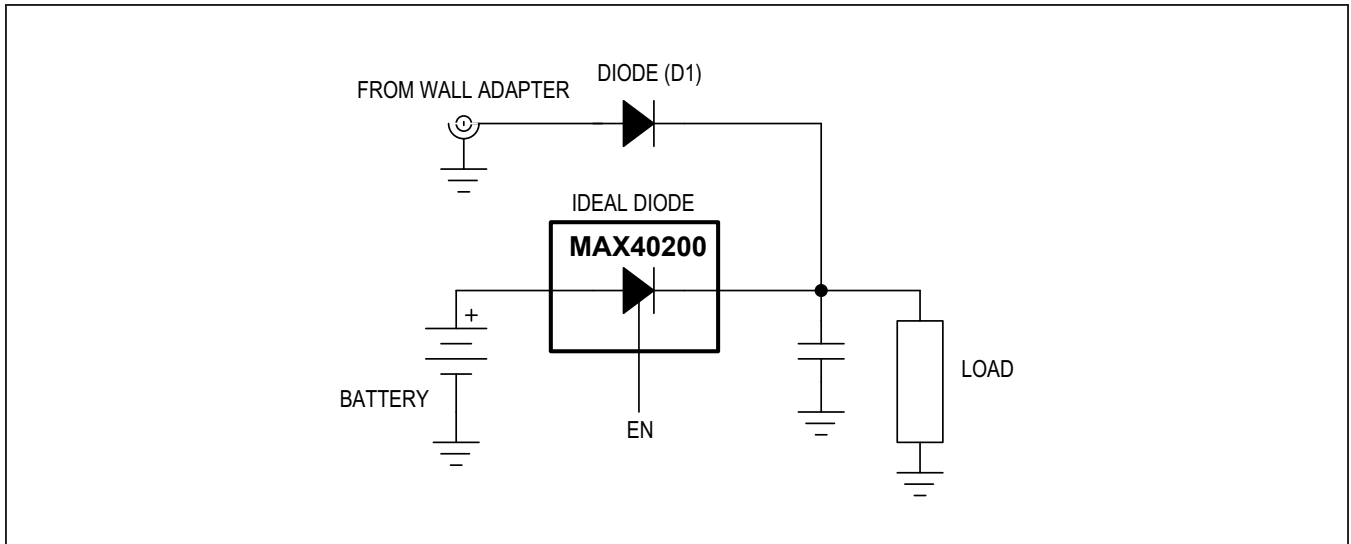 DIODE (D1)
FROM WALL ADAPTER
IDEAL DIODE
MAX40200
+
BATTERY
EN
LOAD